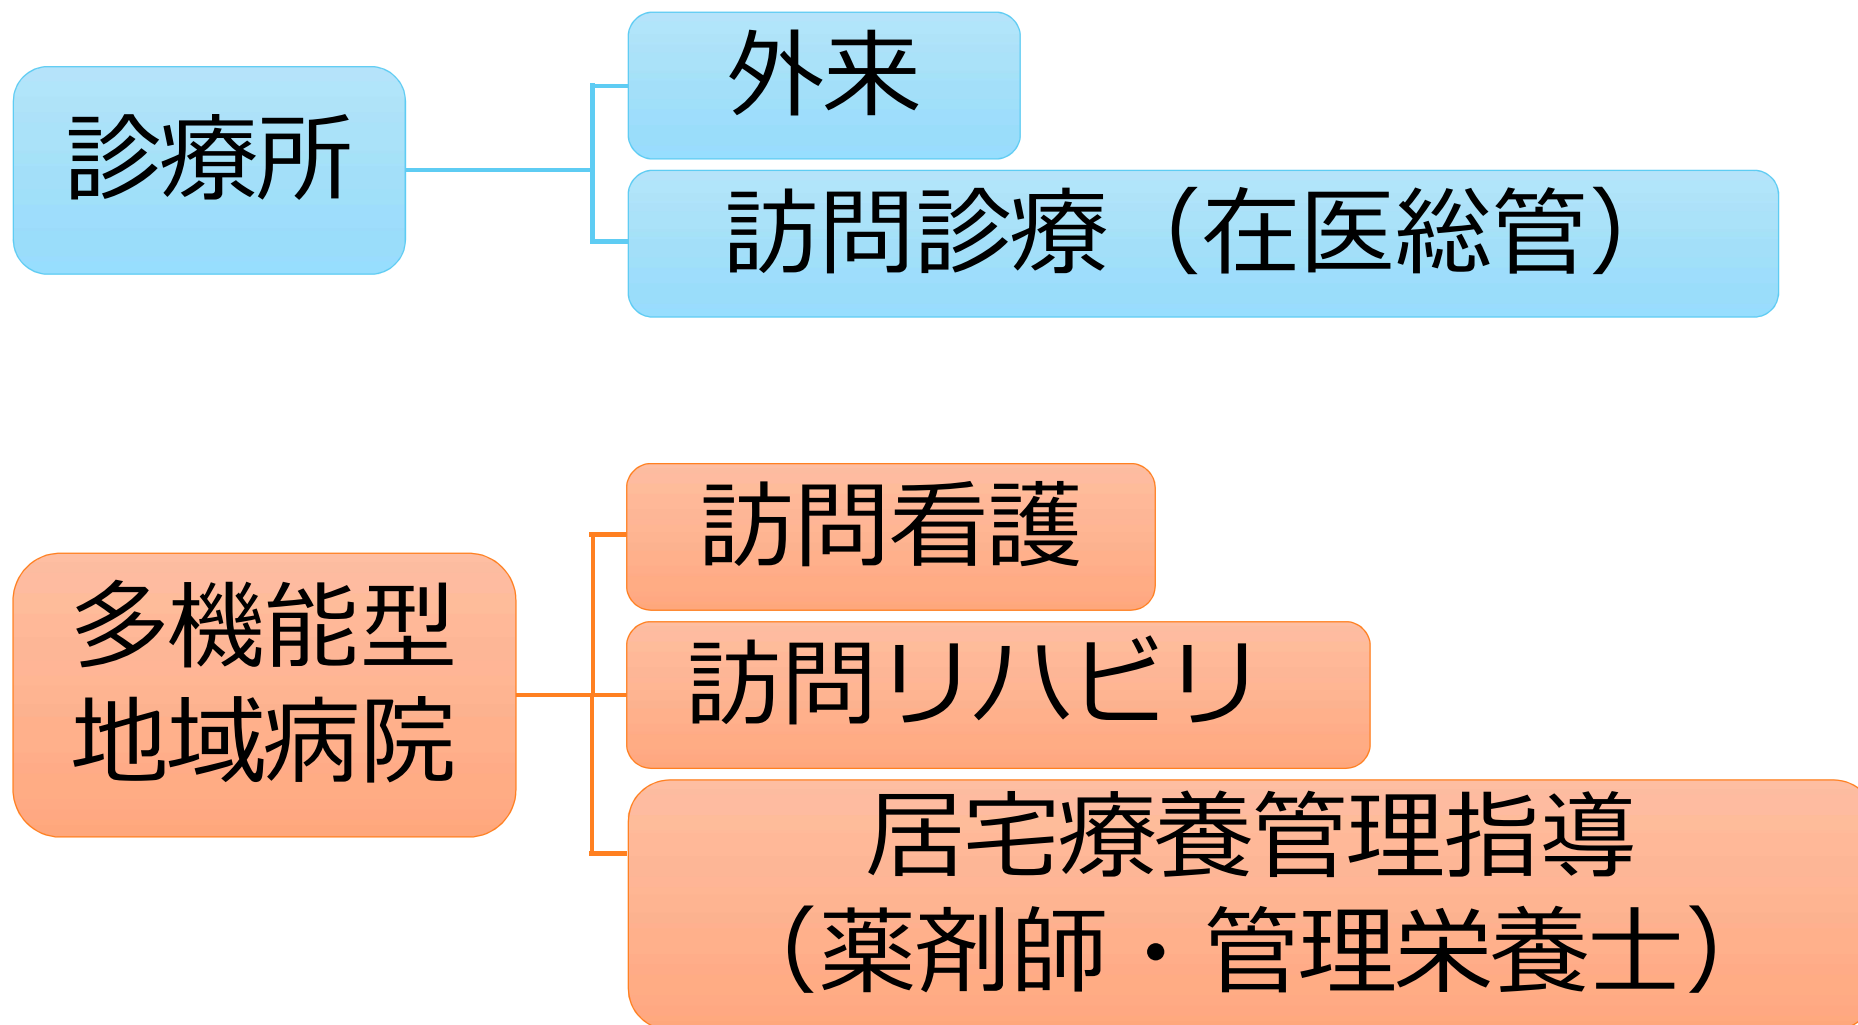 診療所
外来
訪問診療（在医総管）
多機能型
地域病院
訪問看護
訪問リハビリ
居宅療養管理指導
（薬剤師・管理栄養士）